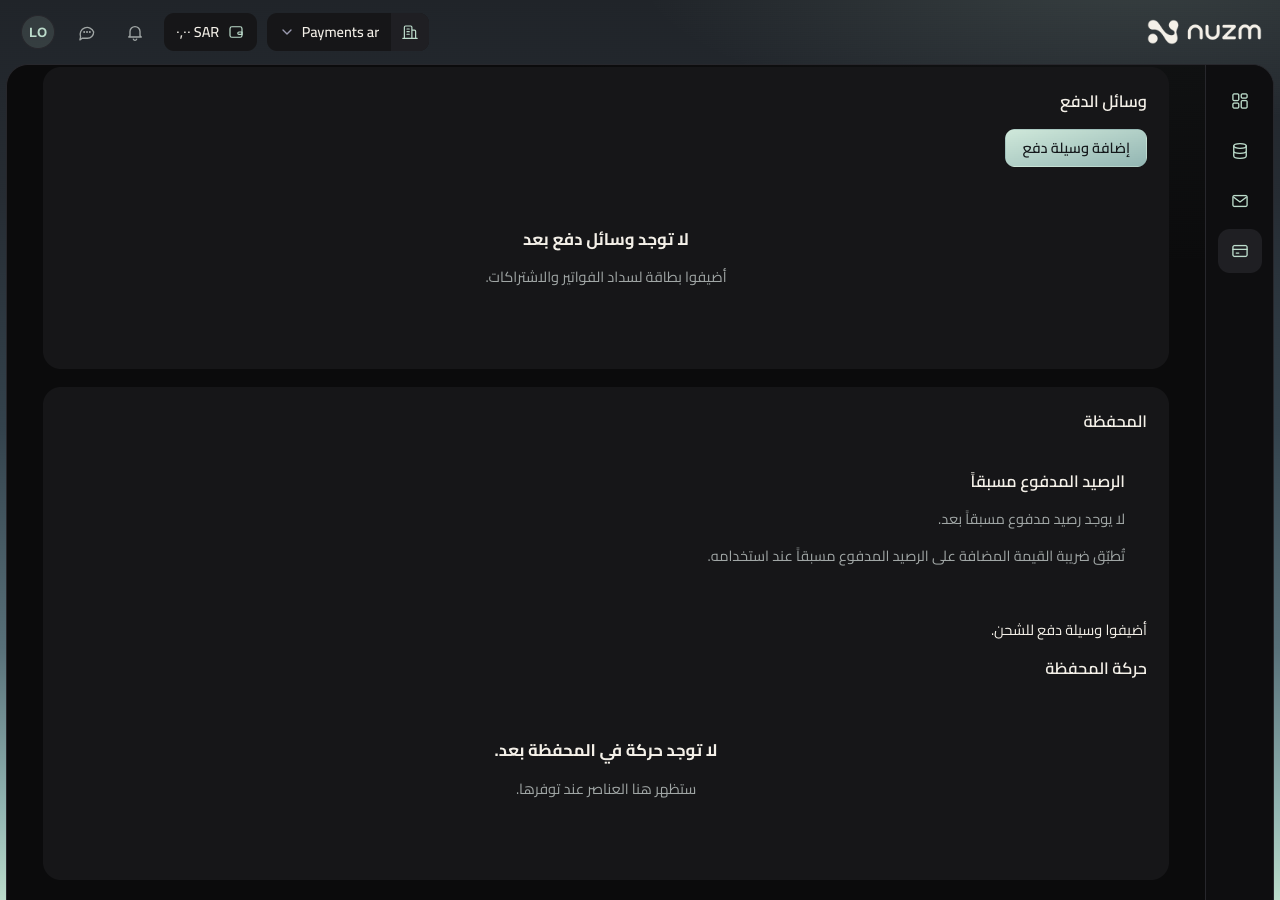 nuzm
Payments ar
٠,٠٠ SAR
LO
وسائل الدفع
إضافة وسيلة دفع
لا توجد وسائل دفع بعد
أضيفوا بطاقة لسداد الفواتير والاشتراكات.
المحفظة
الرصيد المدفوع مسبقاً
لا يوجد رصيد مدفوع مسبقاً بعد.
تُطبّق ضريبة القيمة المضافة على الرصيد المدفوع مسبقاً عند استخدامه.
أضيفوا وسيلة دفع للشحن.
حركة المحفظة
لا توجد حركة في المحفظة بعد.
ستظهر هنا العناصر عند توفرها.